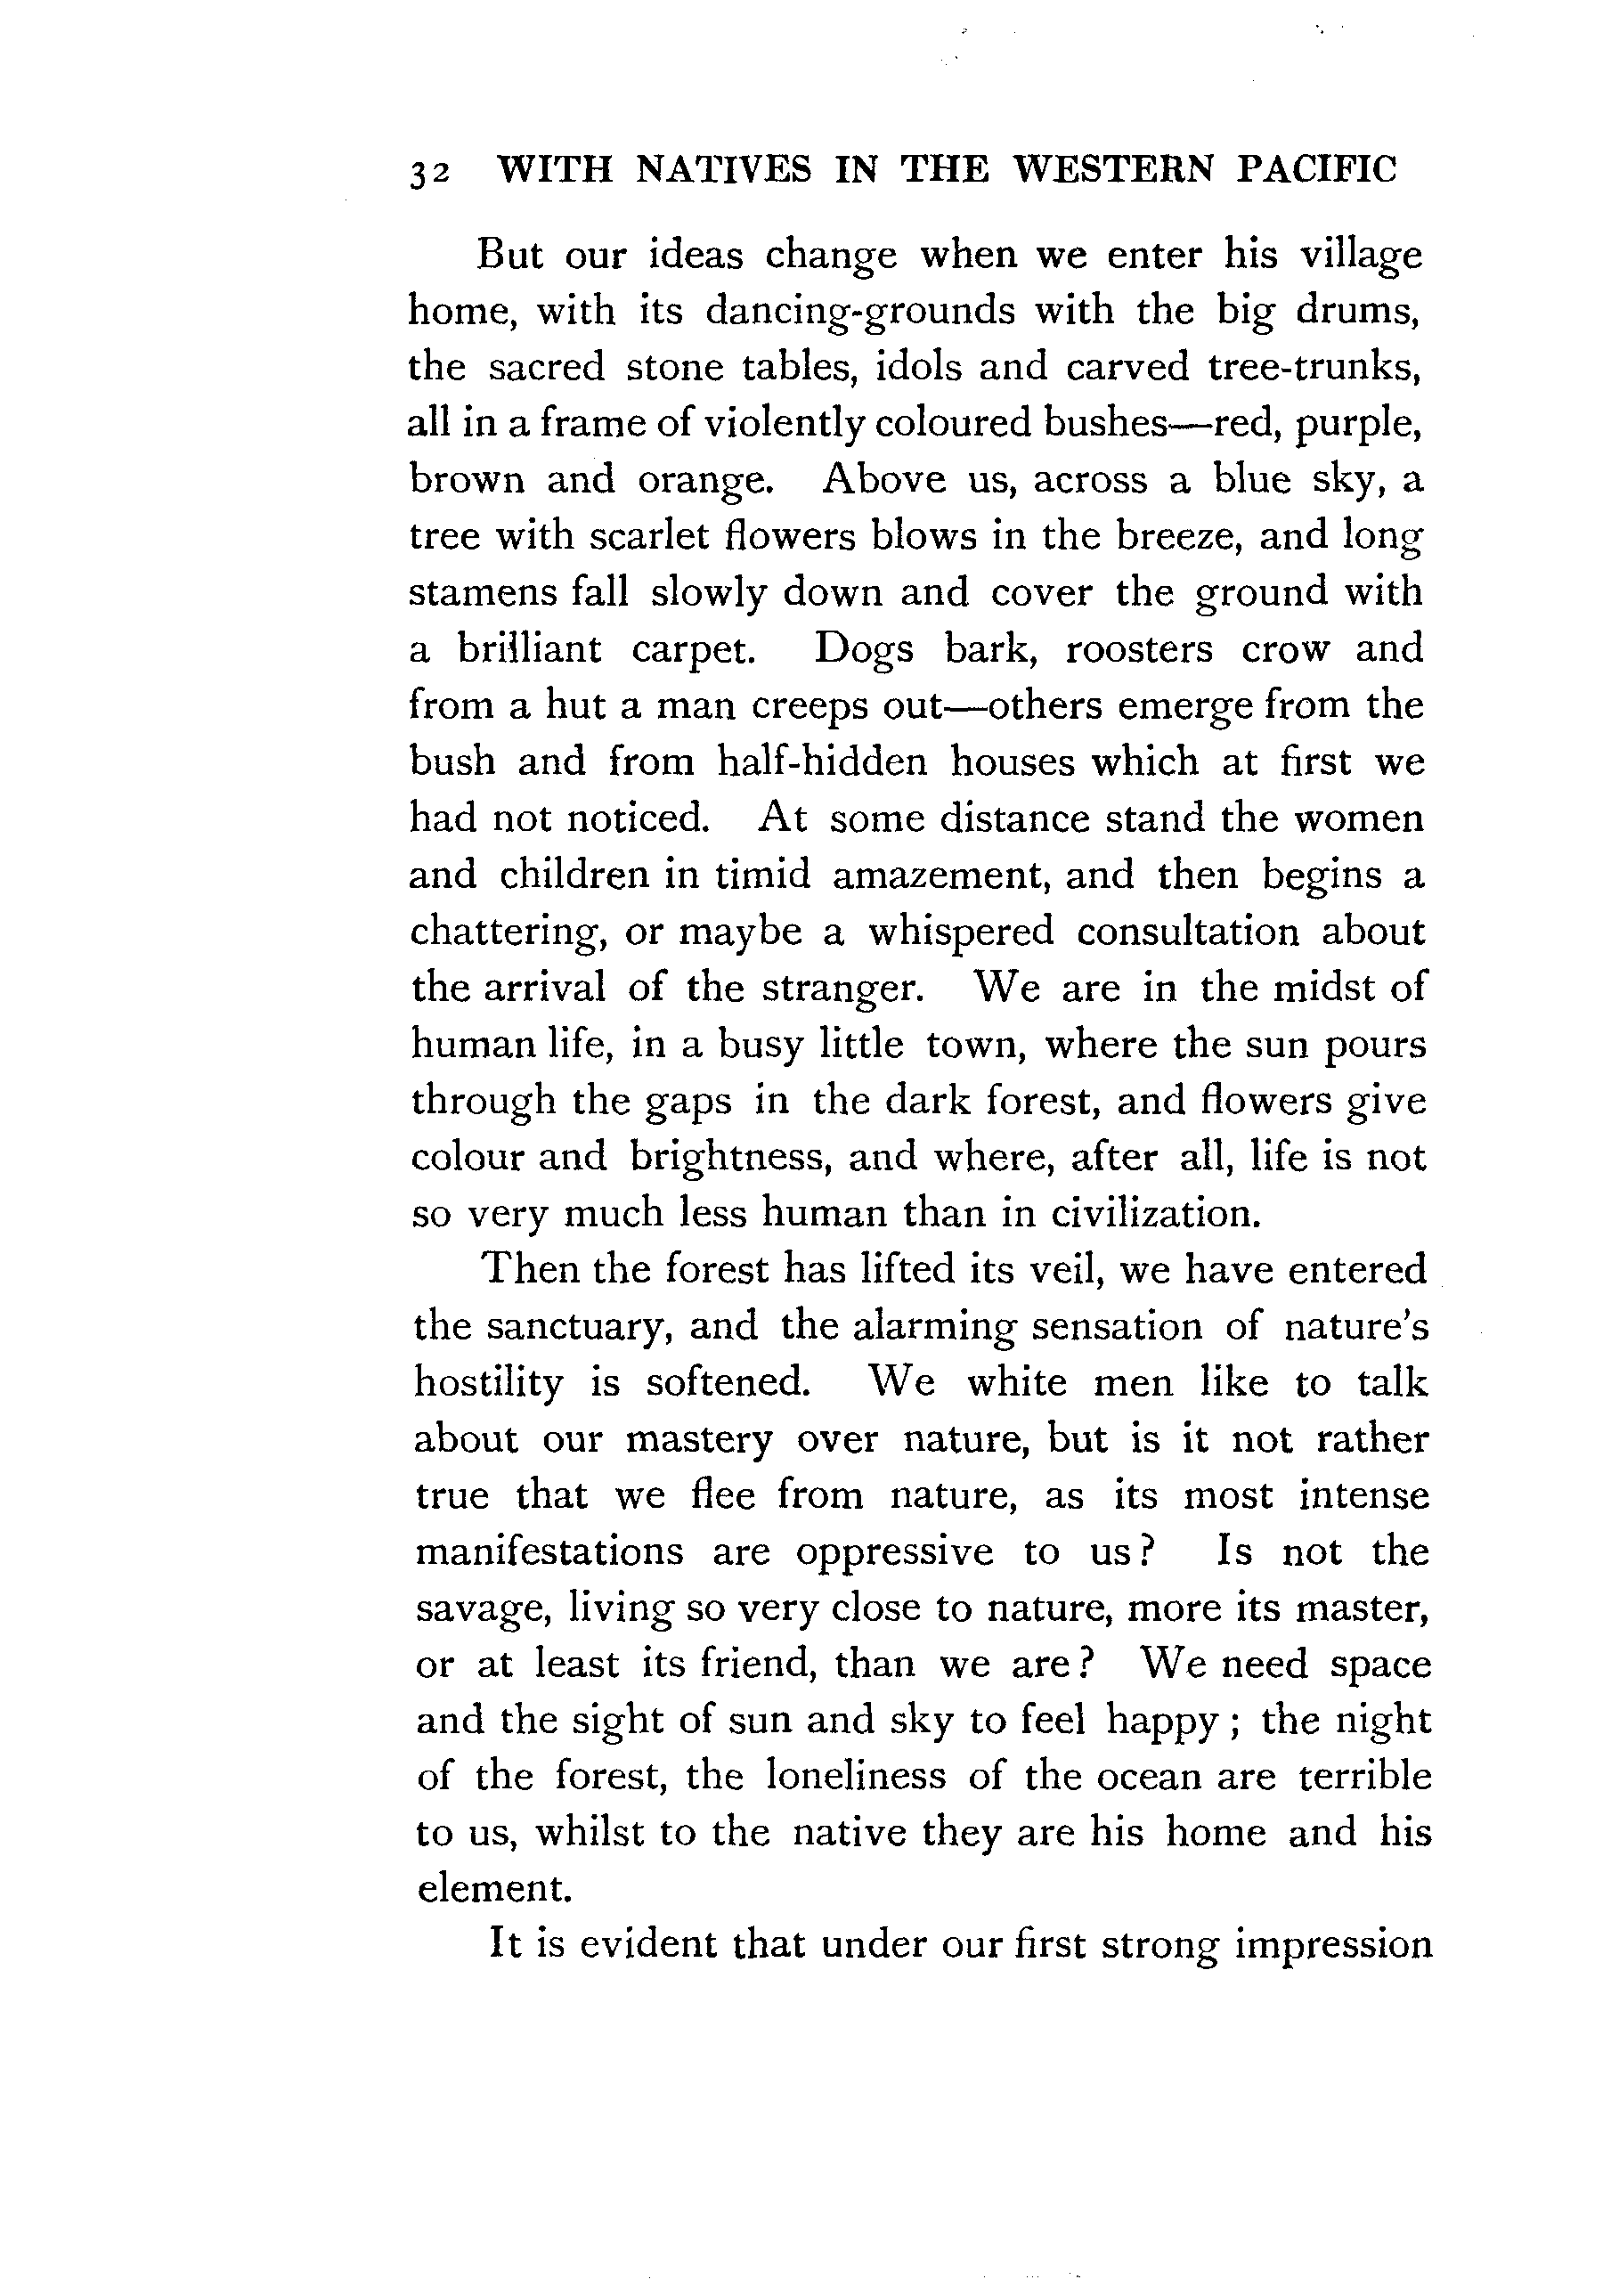 32 WITH NATIVES IN THE WESTERN PACIFIC
But our ideas change when we enter his village
home, with its dancing-grounds with the big drums,
the sacred stone tables, idols and carved tree-trunks,
all in a frame of violently coloured bushes—red, purple,
brown and orange. Above us, across a blue sky, a
tree with scarlet flowers blows in the breeze, and long
stamens fall slowly down and cover the ground with
a brilliant carpet. Dogs bark, roosters crow and
from a hut a man creeps out—others emerge from the
bush and from half-hidden houses which at first we
had not noticed. At some distance stand the women
and children in timid amazement, and then begins a
chattering, or maybe a whispered consultation about
the arrival of the stranger. We are in the midst of
human life, in a busy little town, where the sun pours
through the gaps in the dark forest, and flowers give
colour and brightness, and where, after all, life is not
so very much less human than in civilization.
Then the forest has lifted its veil, we have entered
the sanctuary, and the alarming sensation of nature's
hostility is softened. We white men like to talk
about our mastery over nature, but is it not rather
true that we flee from nature, as its most intense
manifestations are oppressive to us? Is not the
savage, living so very close to nature, more its master,
or at least its friend, than we are? We need space
and the sight of sun and sky to feel happy; the night
of the forest, the loneliness of the ocean are terrible
to us, whilst to the native they are his home and his
element.
It is evident that under our first strong impression